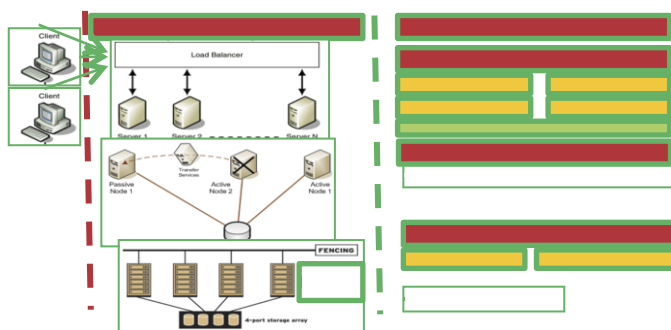 Client
Client
Load Balancer
Server 1
Server 2
Server N
Transfer
Services
Passive
Node 1
Active
Node 2
Active
Node 1
FENCING
4-port storage array